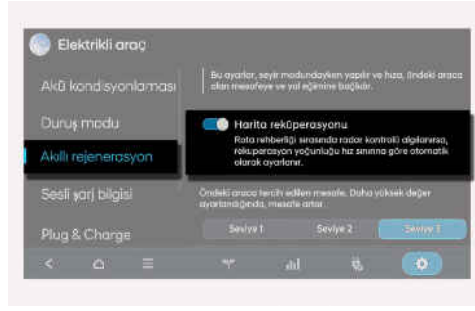 Elektrikli araç
Akü kondisyonlaması
Duruş modu
Akıllı rejenerasyon
Sesli şarj bilgisi
Plug & Charge
Bu ayarlar, seyir modundayken yapılır ve hıza, öndeki araca
olan mesafeye ve yol eğimine bağlıdır.
Harita reküperasyonu
Rota rehberliği sırasında radar kontrolü algılanırsa,
reküperasyon yoğunluğu hız sınırına göre otomatik
olarak ayarlanır.
Öndeki araca tercih edilen mesafe. Daha yüksek değer
ayarlandığında, mesafe artar.
Seviye 1 Seviye 2 Seviye 3